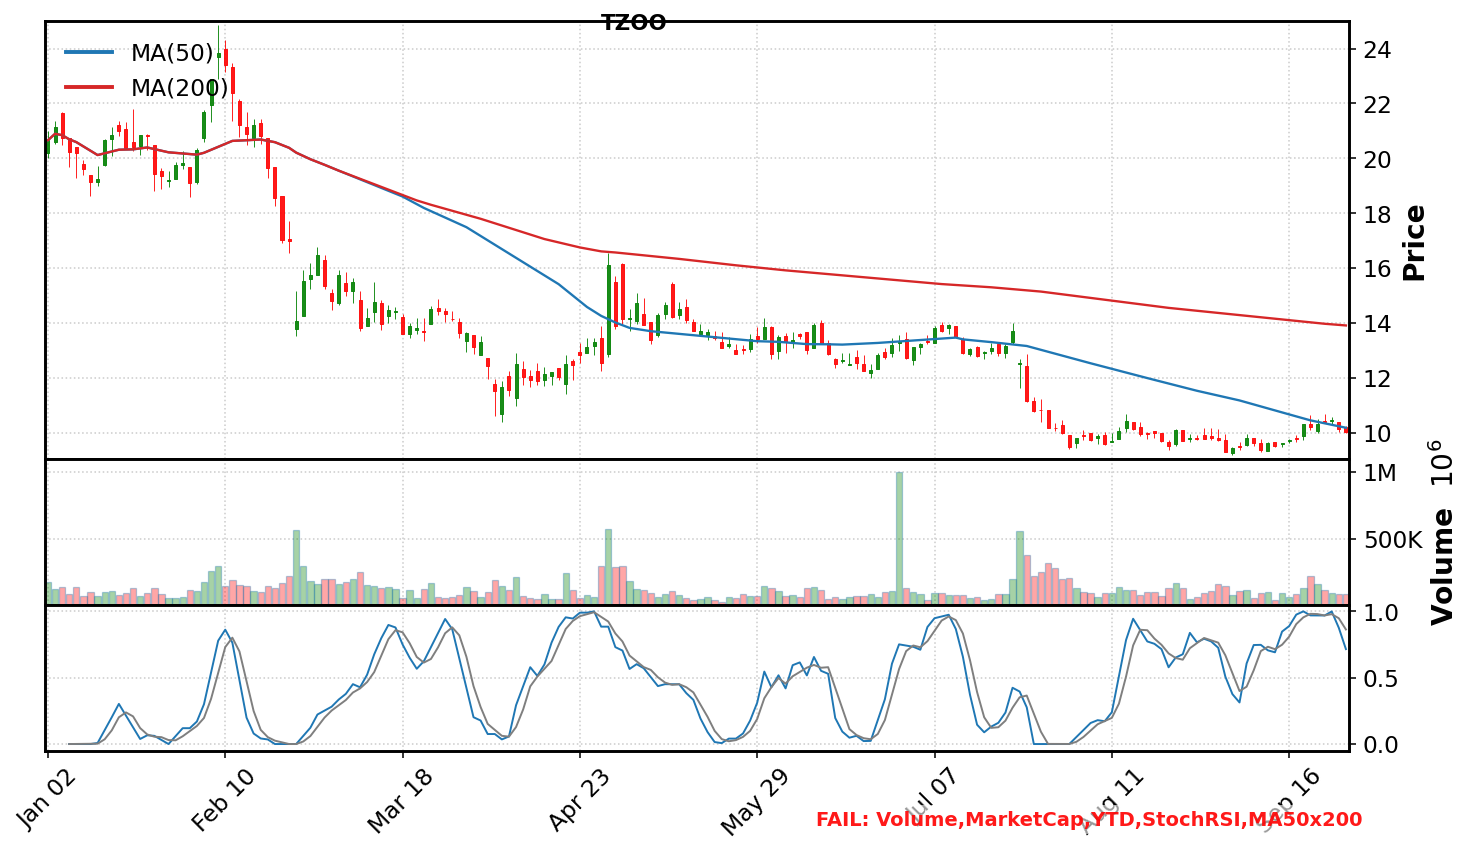 TZOO
MA(50)
MA(200)
24
22
20
18
16
14
12
10
Price
1M
500K
Volume 10^6
1.0
0.5
0.0
Jan 02
Feb 10
Mar 18
Apr 23
May 29
Jul 07
Aug 11
Sep 16
FAIL: Volume,MarketCap,YTD,StochRSI,MA50x200